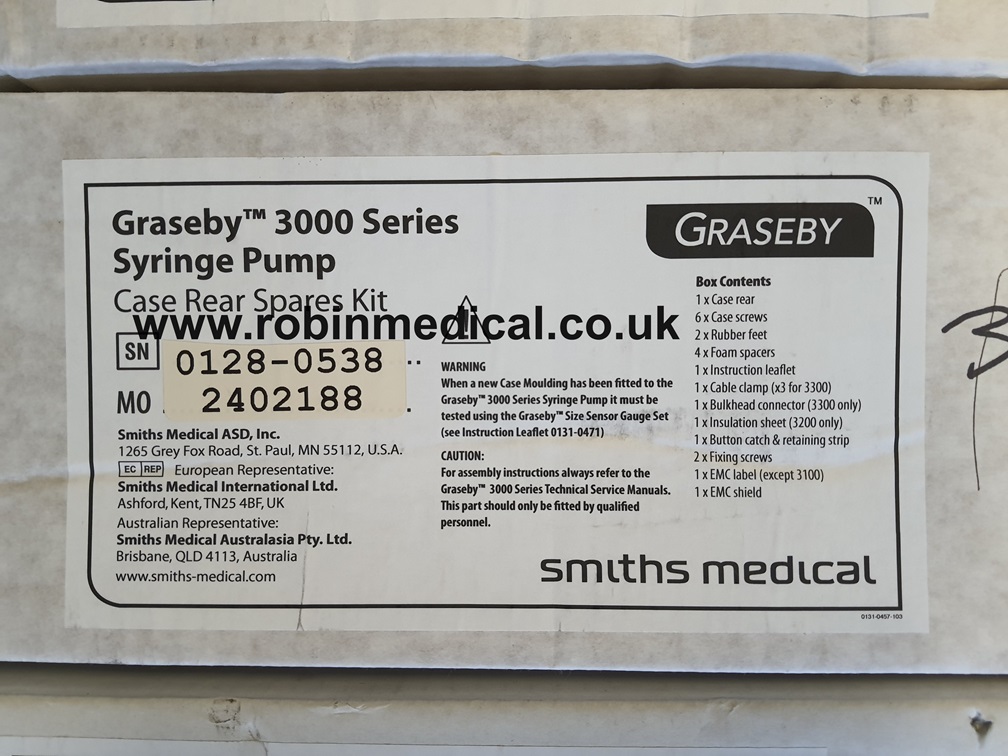 Graseby™ 3000 Series
Syringe Pump
Case Rear Spares Kit
www.robinmedical.co.uk
SN
0128-0538
MO
2402188
Smiths Medical ASD, Inc.
1265 Grey Fox Road, St. Paul, MN 55112, U.S.A.
EC REP European Representative:
Smiths Medical International Ltd.
Ashford, Kent, TN25 4BF, UK
Australian Representative:
Smiths Medical Australasia Pty. Ltd.
Brisbane, QLD 4113, Australia
www.smiths-medical.com
WARNING
When a new Case Moulding has been fitted to the
Graseby™ 3000 Series Syringe Pump it must be
tested using the Graseby™ Size Sensor Gauge Set
(see Instruction Leaflet 0131-0471)
CAUTION:
For assembly instructions always refer to the
Graseby™ 3000 Series Technical Service Manuals.
This part should only be fitted by qualified
personnel.
GRASEBY™
Box Contents
1 x Case rear
6 x Case screws
2 x Rubber feet
4 x Foam spacers
1 x Instruction leaflet
1 x Cable clamp (x3 for 3300)
1 x Bulkhead connector (3300 only)
1 x Insulation sheet (3200 only)
1 x Button catch & retaining strip
2 x Fixing screws
1 x EMC label (except 3100)
1 x EMC shield
smiths medical
0131-0457-103